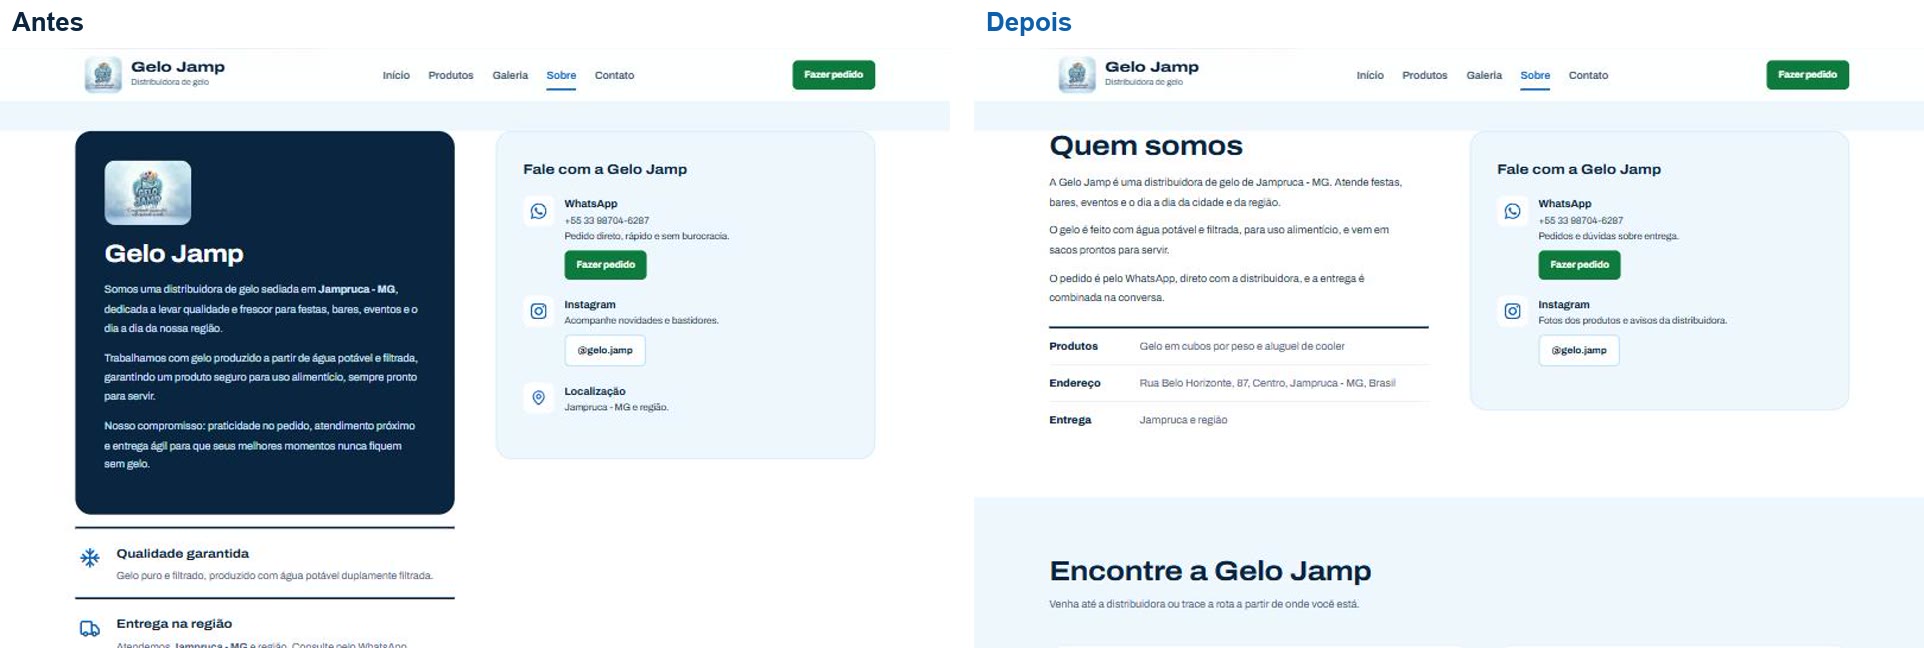 Antes
Gelo Jamp
Distribuidora de gelo
Início
Produtos
Galeria
Sobre
Contato
Fazer pedido
GELO
JAMP
Gelo Jamp
Somos uma distribuidora de gelo sediada em Jampruca - MG,
dedicada a levar qualidade e frescor para festas, bares, eventos e o
dia a dia da nossa região.
Trabalhamos com gelo produzido a partir de água potável e filtrada,
garantindo um produto seguro para uso alimentício, sempre pronto
para servir.
Nosso compromisso: praticidade no pedido, atendimento próximo
e entrega ágil para que seus melhores momentos nunca fiquem
sem gelo.
Qualidade garantida
Gelo puro e filtrado, produzido com água potável duplamente filtrada.
Entrega na região
Atendemos Jampruca - MG e região. Consulte pelo WhatsApp
Fale com a Gelo Jamp
WhatsApp
+55 33 98704-6287
Pedido direto, rápido e sem burocracia.
Fazer pedido
Instagram
Acompanhe novidades e bastidores.
@gelo.jamp
Localização
Jampruca - MG e região.
Depois
Gelo Jamp
Distribuidora de gelo
Início
Produtos
Galeria
Sobre
Contato
Fazer pedido
Quem somos
A Gelo Jamp é uma distribuidora de gelo de Jampruca - MG. Atende festas,
bares, eventos e o dia a dia da cidade e da região.
O gelo é feito com água potável e filtrada, para uso alimentício, e vem em
sacos prontos para servir.
O pedido é pelo WhatsApp, direto com a distribuidora, e a entrega é
combinada na conversa.
Produtos Gelo em cubos por peso e aluguel de cooler
Endereço Rua Belo Horizonte, 87, Centro, Jampruca - MG, Brasil
Entrega Jampruca e região
Fale com a Gelo Jamp
WhatsApp
+55 33 98704-6287
Pedidos e dúvidas sobre entrega.
Fazer pedido
Instagram
Fotos dos produtos e avisos da distribuidora.
@gelo.jamp
Encontre a Gelo Jamp
Venha até a distribuidora ou trace a rota a partir de onde você está.